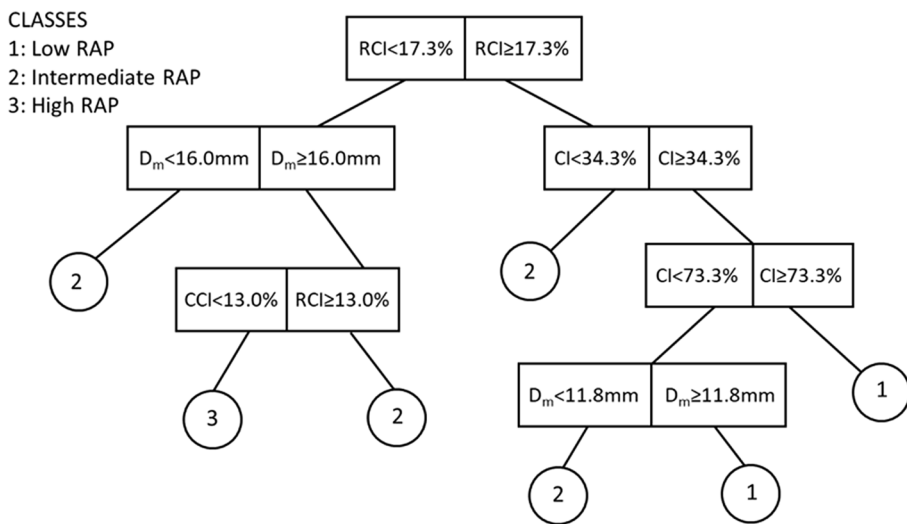 CLASSES
1: Low RAP
2: Intermediate RAP
3: High RAP
RCI<17.3% RCI≥17.3%
Dm<16.0mm Dm≥16.0mm
CI<34.3% CI≥34.3%
2
2
CCI<13.0% RCI≥13.0%
CI<73.3% CI≥73.3%
3
2
Dm<11.8mm Dm≥11.8mm
1
2
1